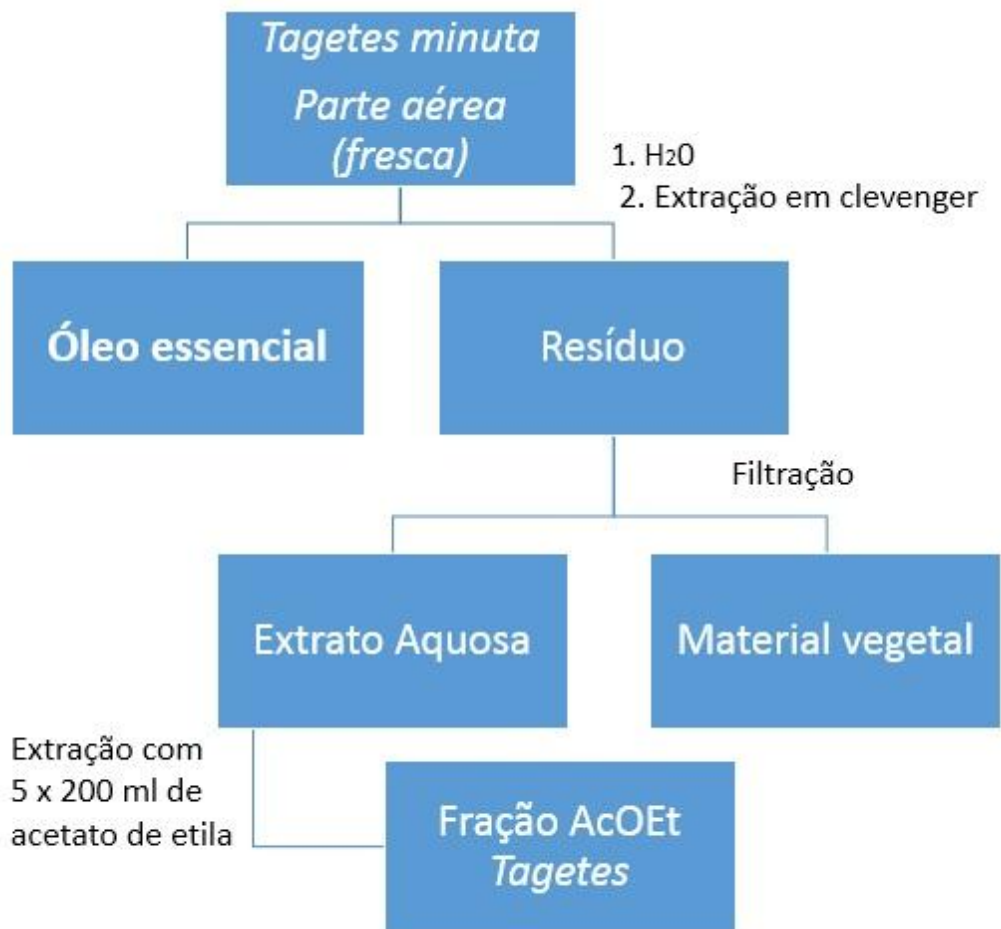 Tagetes minuta
Parte aérea
(fresca)
1. H20
2. Extração em clevenger
Óleo essencial
Resíduo
Filtração
Extrato Aquosa
Material vegetal
Extração com
5 x 200 ml de
acetato de etila
Fração AcOEt
Tagetes